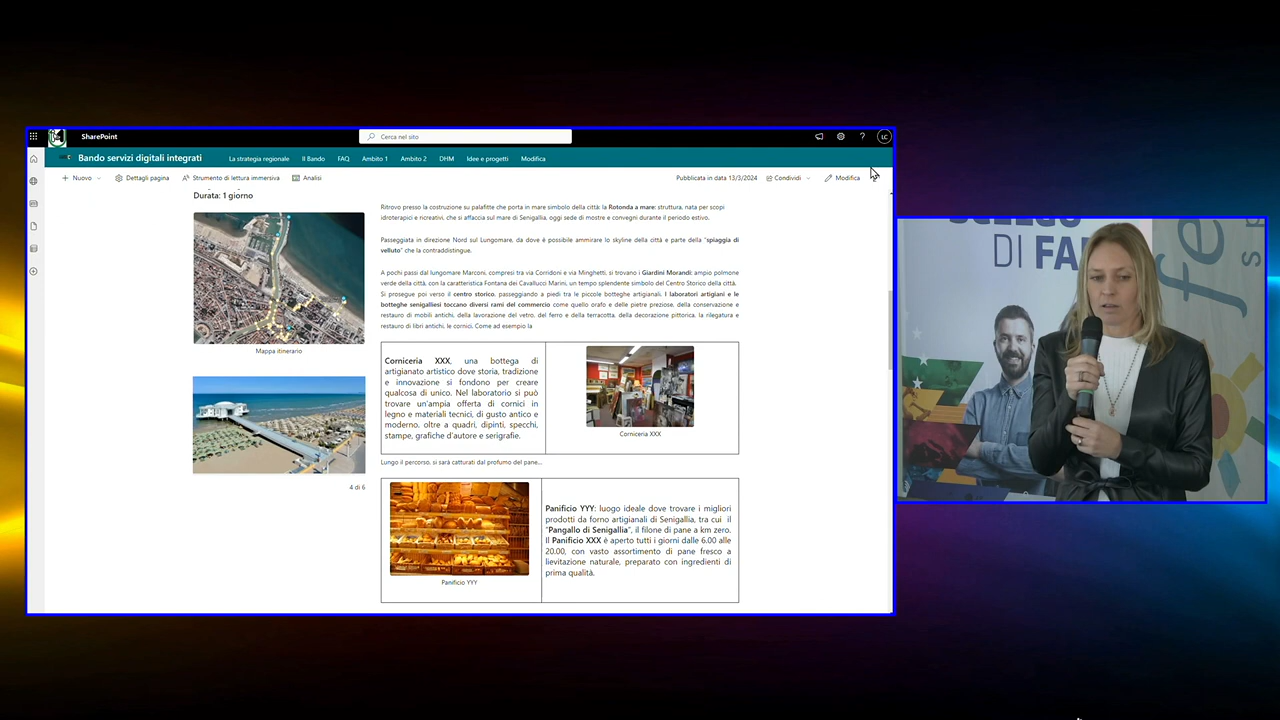 SharePoint
Cerca nel sito
LC
Bando servizi digitali integrati
La strategia regionale
Il Bando
FAQ
Ambito 1
Ambito 2
DHM
Idee e progetti
Modifica
Nuovo
Dettagli pagina
Strumento di lettura immersiva
Analisi
Pubblicata in data 13/3/2024
Condividi
Modifica
Durata: 1 giorno
Mappa itinerario
4 di 6
Ritrovo presso la costruzione su palafitte che porta in mare simbolo della città: la Rotonda a mare: struttura, nata per scopi
idroterapici e ricreativi, che si affaccia sul mare di Senigallia, oggi sede di mostre e convegni durante il periodo estivo.
Passeggiata in direzione Nord sul Lungomare, da dove è possibile ammirare lo skyline della città e parte della "spiaggia di
velluto" che la contraddistingue.
A pochi passi dal lungomare Marconi, compresi tra via Corridoni e via Minghetti, si trovano i Giardini Morandi: ampio polmone
verde della città, con la caratteristica Fontana dei Cavallucci Marini, un tempo splendente simbolo del Centro Storico della città.
Si prosegue poi verso il centro storico, passeggiando a piedi tra le piccole botteghe artigianali. I laboratori artigiani e le
botteghe senigalliesi toccano diversi rami del commercio come quello orafo e delle pietre preziose, della conservazione e
restauro di mobili antichi, della lavorazione del vetro, del ferro e della terracotta, della decorazione pittorica, la rilegatura e
restauro di libri antichi, le cornici. Come ad esempio la
Corniceria XXX, una bottega di
artigianato artistico dove storia, tradizione
e innovazione si fondono per creare
qualcosa di unico. Nel laboratorio si può
trovare un'ampia offerta di cornici in
legno e materiali tecnici, di gusto antico e
moderno, oltre a quadri, dipinti, specchi,
stampe, grafiche d'autore e serigrafie.
Corniceria XXX
Lungo il percorso, si sarà catturati dal profumo del pane...
Panificio YYY
Panificio YYY: luogo ideale dove trovare i migliori
prodotti da forno artigianali di Senigallia, tra cui il
"Pangallo di Senigallia", il filone di pane a km zero.
Il Panificio XXX è aperto tutti i giorni dalle 6.00 alle
20.00, con vasto assortimento di pane fresco a
lievitazione naturale, preparato con ingredienti di
prima qualità.
DI FA
fe